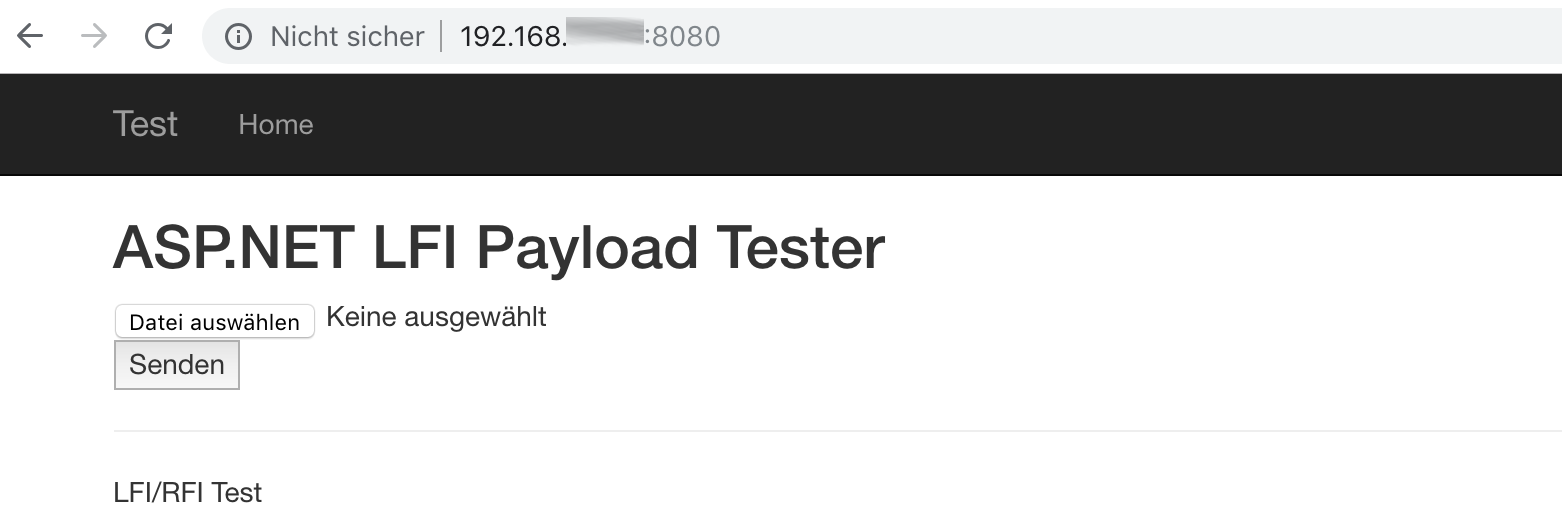 Nicht sicher 192.168. :8080
Test Home
ASP.NET LFI Payload Tester
Datei auswählen Keine ausgewählt
Senden
LFI/RFI Test